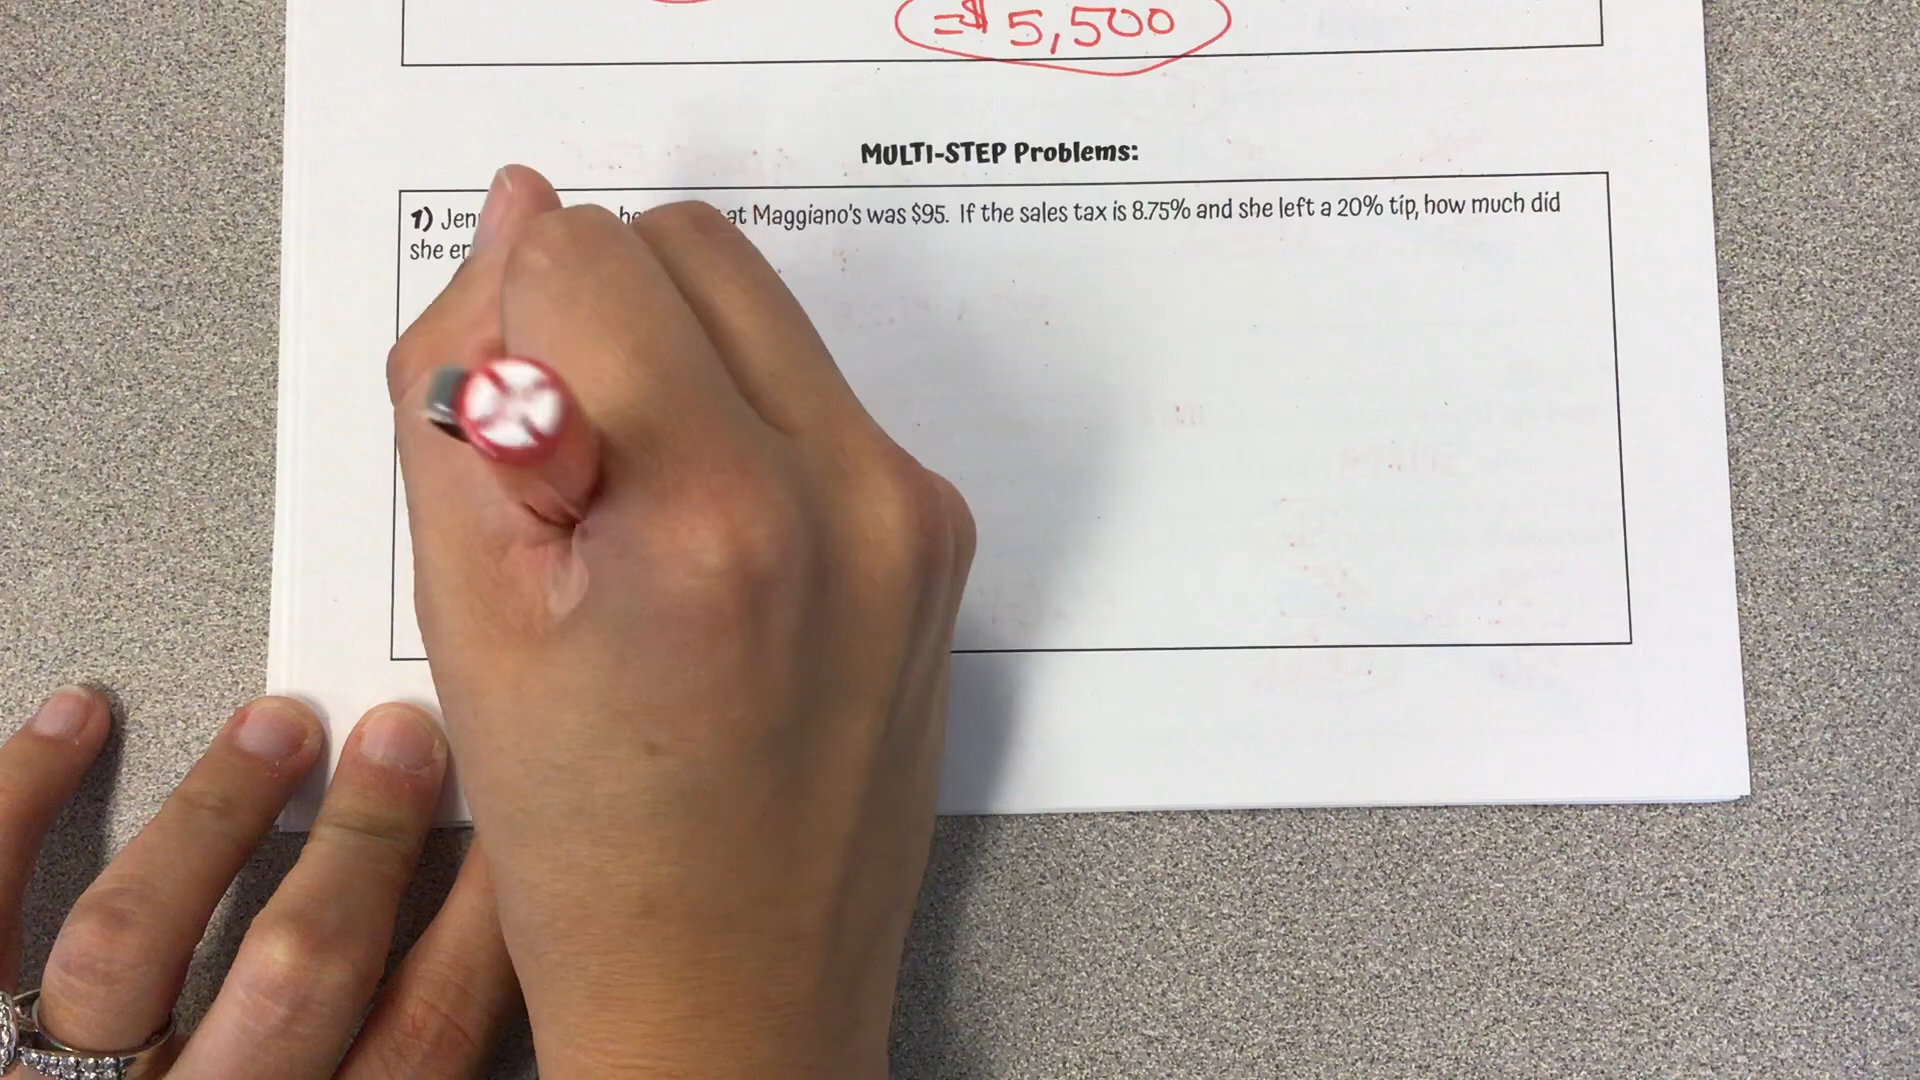 =$ 5,500
MULTI-STEP Problems:
1) Jen at Maggiano's was $95. If the sales tax is 8.75% and she left a 20% tip, how much did
she